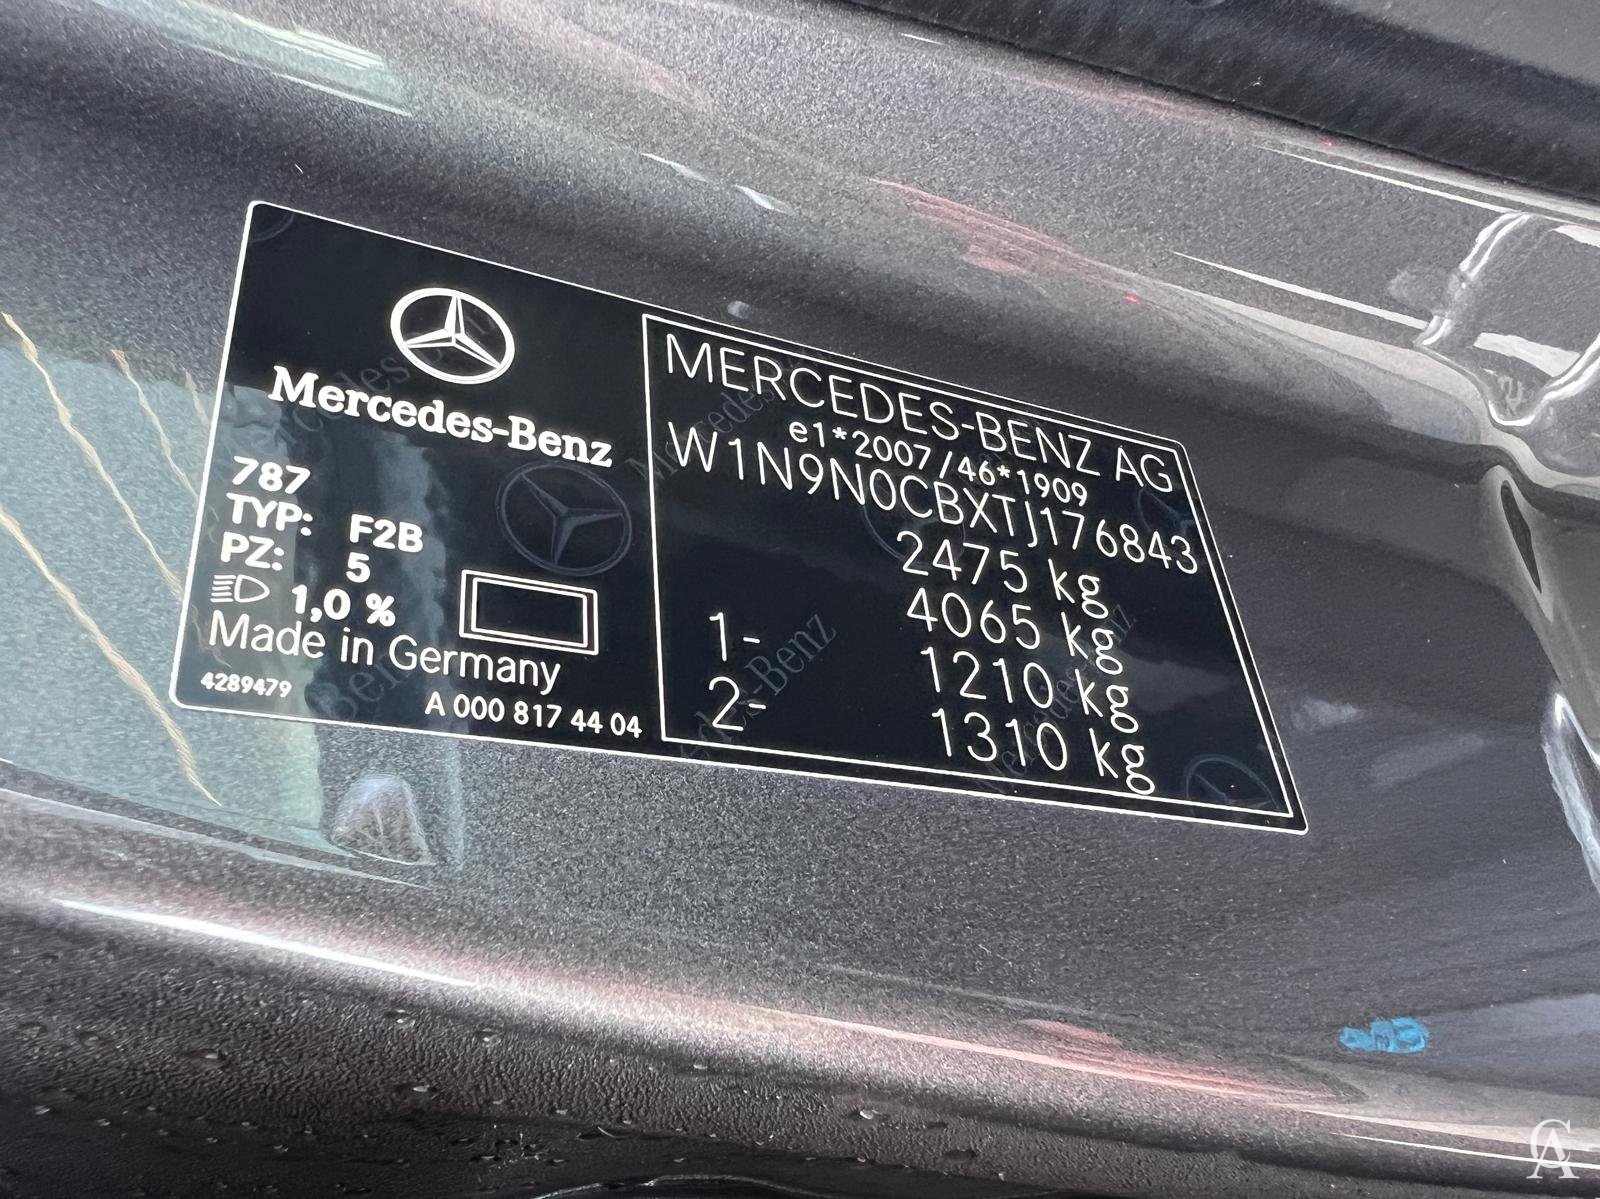 Mercedes-Benz
787
TYP: F2B
PZ: 5
1,0 %
Made in Germany
4289479
A 000 817 44 04
MERCEDES-BENZ AG
e1*2007/46*1909
W1N9N0CBXTJ176843
2475 kg
4065 kg
1- 1210 kg
2- 1310 kg